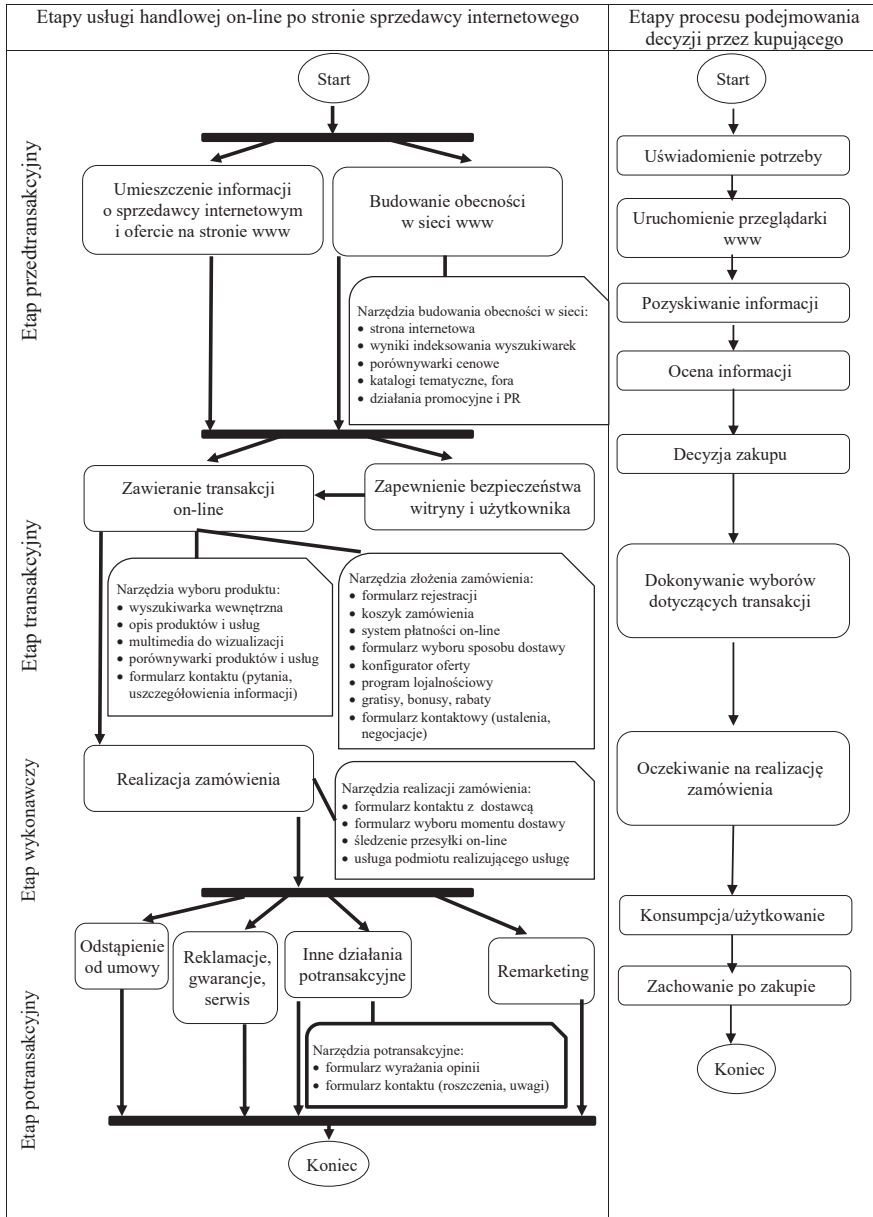 Etapy usługi handlowej on-line po stronie sprzedawcy internetowego
Etapy procesu podejmowania
decyzji przez kupującego
Etap przedtransakcyjny
Start
Umieszczenie informacji
o sprzedawcy internetowym
i ofercie na stronie www
Budowanie obecności
w sieci www
Narzędzia budowania obecności w sieci:
• strona internetowa
• wyniki indeksowania wyszukiwarek
• porównywarki cenowe
• katalogi tematyczne, fora
• działania promocyjne i PR
Etap transakcyjny
Zawieranie transakcji
on-line
Zapewnienie bezpieczeństwa
witryny i użytkownika
Narzędzia wyboru produktu:
• wyszukiwarka wewnętrzna
• opis produktów i usług
• multimedia do wizualizacji
• porównywarki produktów i usług
• formularz kontaktu (pytania,
uszczegółowienia informacji)
Narzędzia złożenia zamówienia:
• formularz rejestracji
• koszyk zamówienia
• system płatności on-line
• formularz wyboru sposobu dostawy
• konfigurator oferty
• program lojalnościowy
• gratisy, bonusy, rabaty
• formularz kontaktowy (ustalenia,
negocjacje)
Etap wykonawczy
Realizacja zamówienia
Narzędzia realizacji zamówienia:
• formularz kontaktu z dostawcą
• formularz wyboru momentu dostawy
• śledzenie przesyłki on-line
• usługa podmiotu realizującego usługę
Etap potransakcyjny
Odstąpienie
od umowy
Reklamacje,
gwarancje,
serwis
Inne działania
potransakcyjne
Remarketing
Narzędzia potransakcyjne:
• formularz wyrażania opinii
• formularz kontaktu (roszczenia, uwagi)
Koniec
Start
Uświadomienie potrzeby
Uruchomienie przeglądarki
www
Pozyskiwanie informacji
Ocena informacji
Decyzja zakupu
Dokonywanie wyborów
dotyczących transakcji
Oczekiwanie na realizację
zamówienia
Konsumpcja/użytkowanie
Zachowanie po zakupie
Koniec